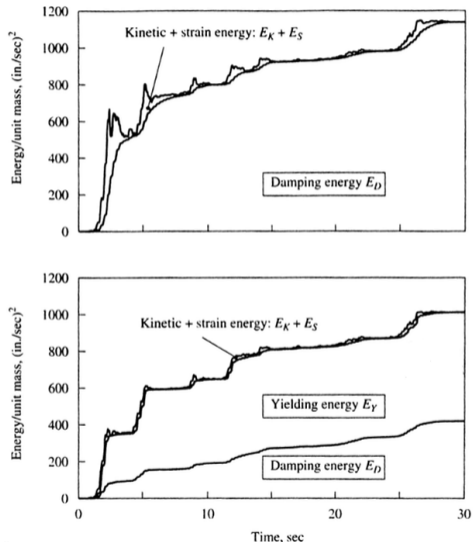 1200
Kinetic + strain energy: E_K + E_S
1000
800
600
400
Damping energy E_D
200
0
Energy/unit mass, (in./sec)²
1200
1000
Kinetic + strain energy: E_K + E_S
800
600
Yielding energy E_Y
400
200
Damping energy E_D
0
Energy/unit mass, (in./sec)²
0 10 20 30
Time, sec